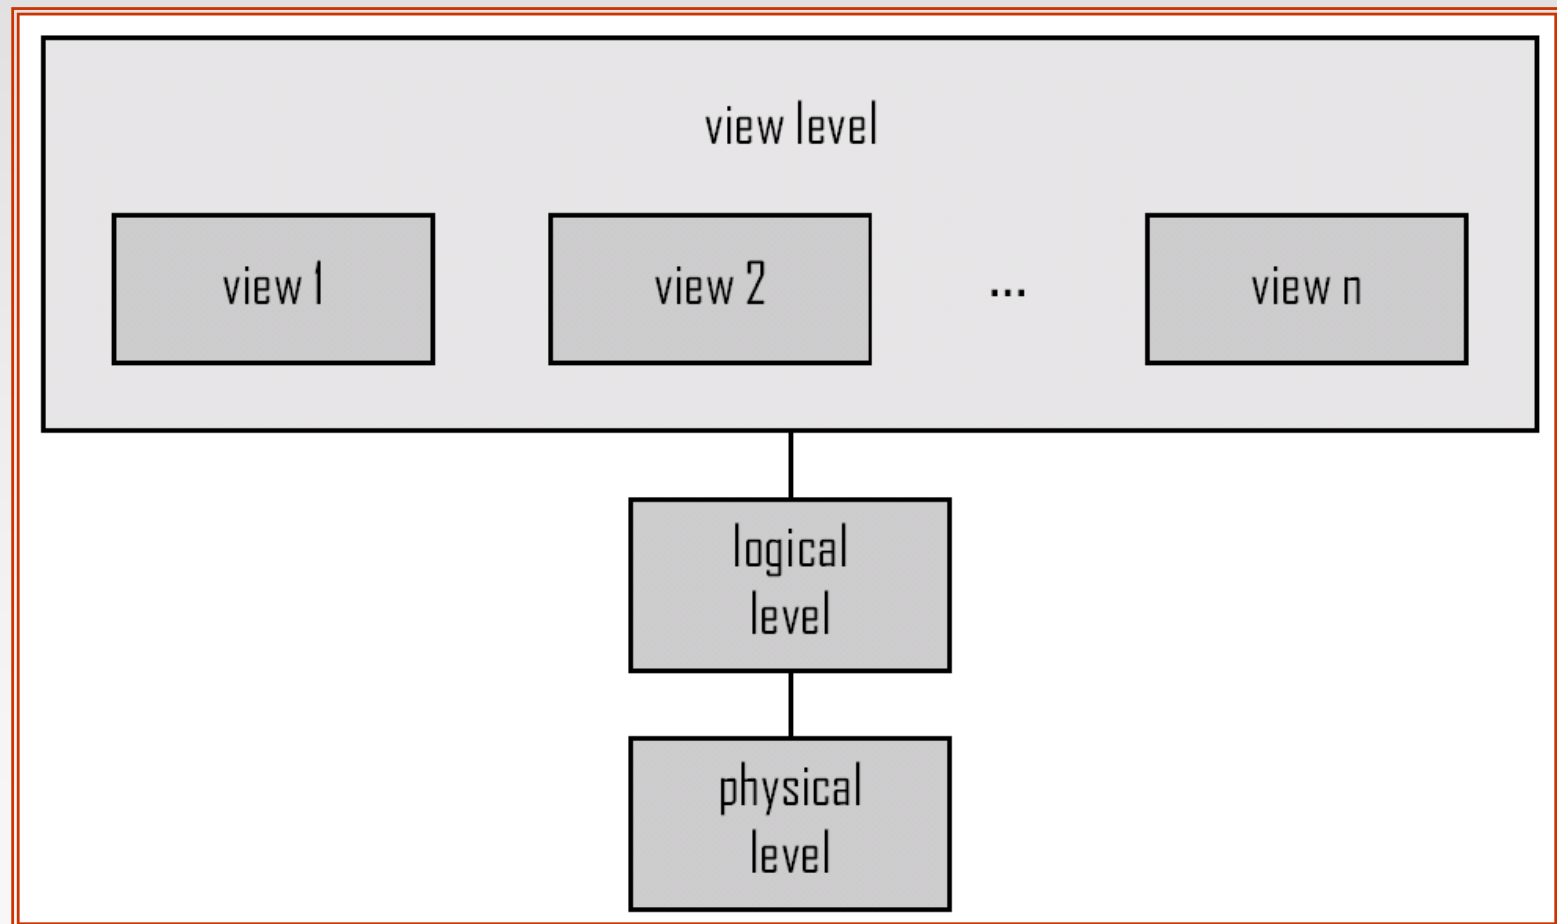 view level
view 1
view 2
...
view n
logical
level
physical
level